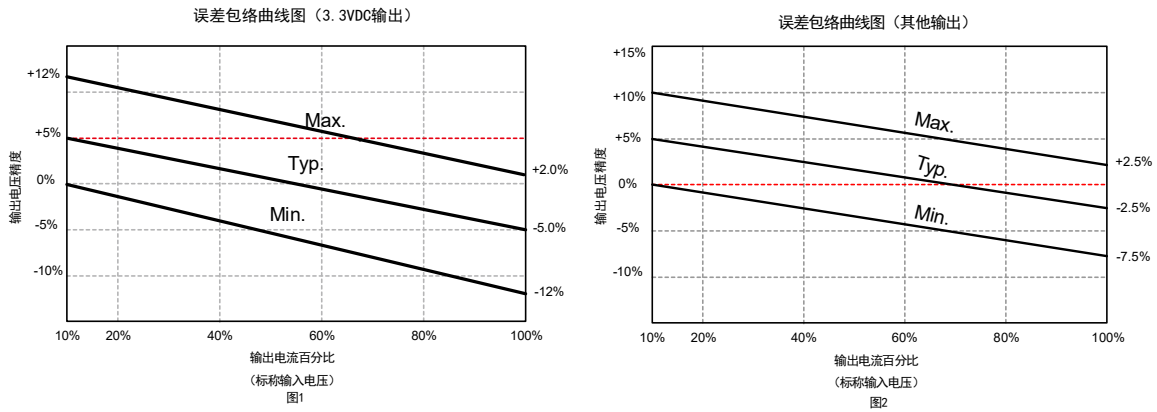 误差包络曲线图（3.3VDC输出）
+12%
+5%
0%
-5%
-10%
输出电压精度
Max.
Typ.
Min.
+2.0%
-5.0%
-12%
10% 20% 40% 60% 80% 100%
输出电流百分比
（标称输入电压）
图1
误差包络曲线图（其他输出）
+15%
+10%
+5%
0%
-5%
-10%
输出电压精度
Max.
Typ.
Min.
+2.5%
-2.5%
-7.5%
10% 20% 40% 60% 80% 100%
输出电流百分比
（标称输入电压）
图2